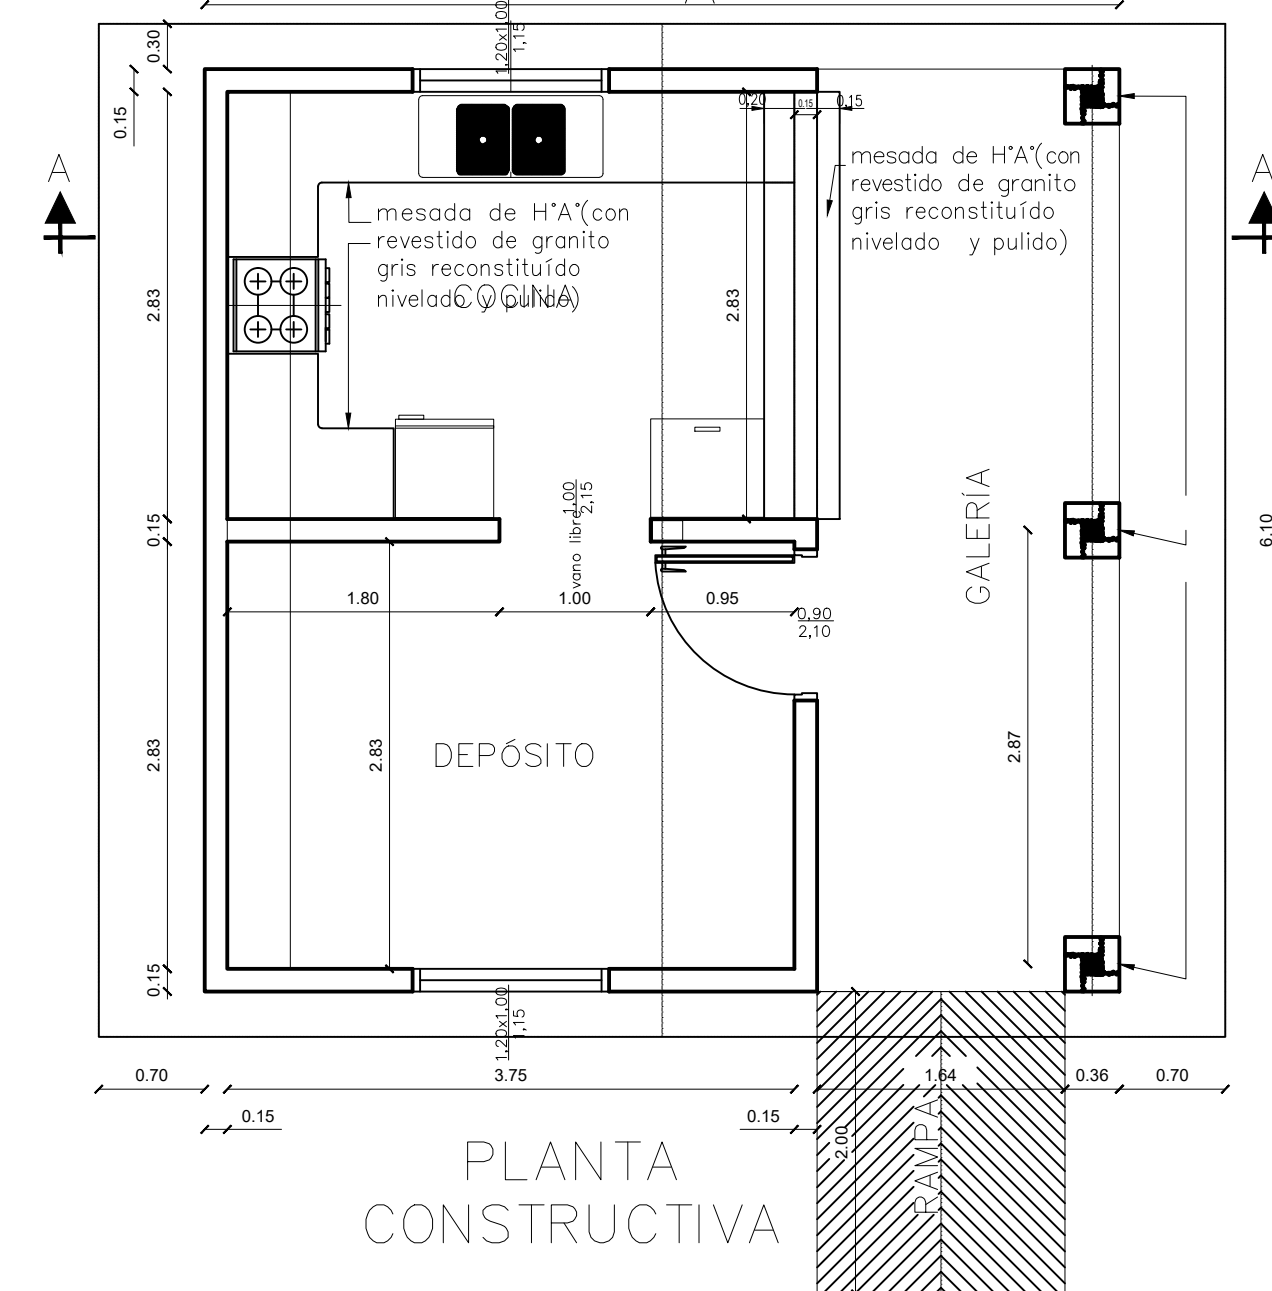 1,20x1,00
1,15
0.30
0.15
0,20
0.15
0,15
A
A
mesada de H°A°(con
revestido de granito
gris reconstituído
nivelado y pulido)
mesada de H°A°(con
revestido de granito
gris reconstituído
nivelado y pulido)
COCINA
2.83
2.83
1,00
2,15
vano libre
GALERÍA
0.15
6.10
1.80
1.00
0.95
0,90
2,10
2.83
2.83
DEPÓSITO
2.87
0.15
1,20x1,00
1,15
0.70
3.75
1.64
0.36
0.70
0.15
0.15
2.00
RAMPA
PLANTA
CONSTRUCTIVA